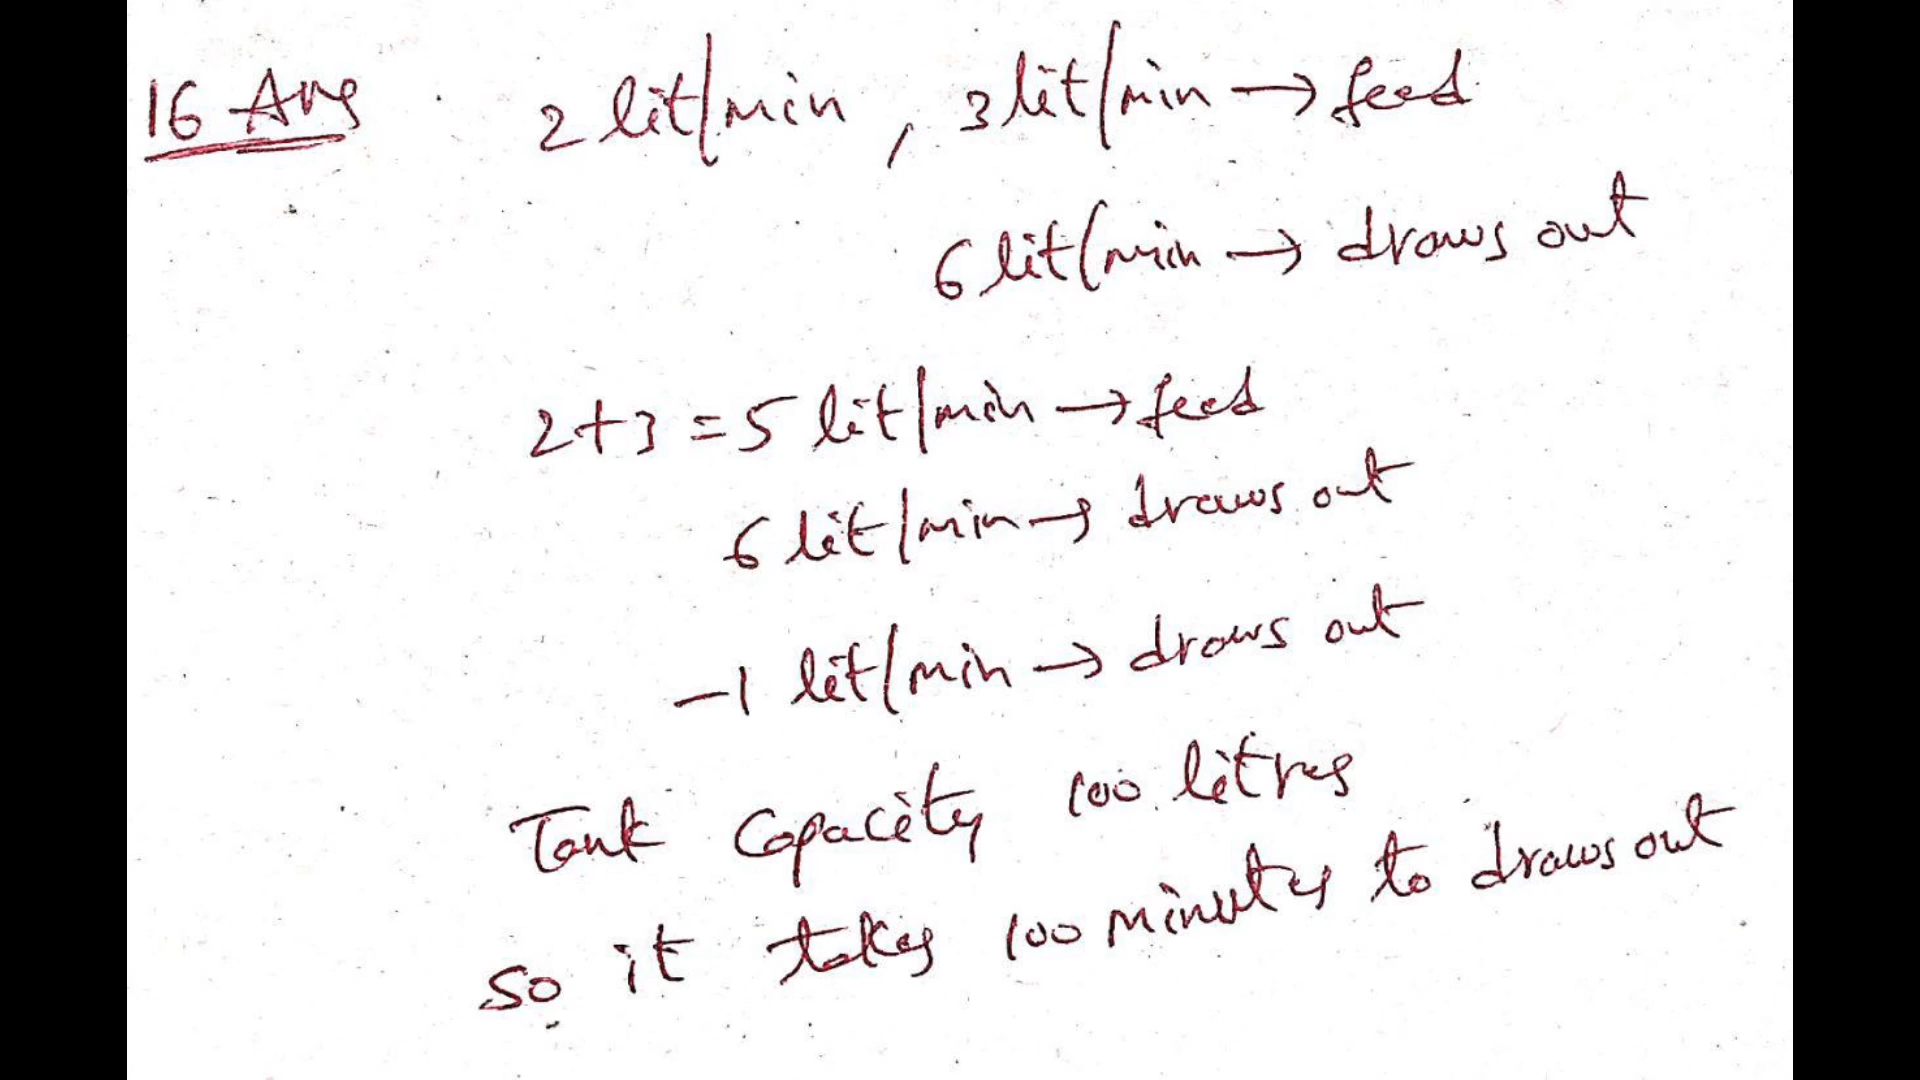 16 Ans 2 lit/min , 3 lit/min → feed
6 lit/min → draws out
2+3 = 5 lit/min → feed
6 lit/min → draws out
-1 lit/min → draws out
Tank capacity 100 litres
so it takes 100 minutes to draws out